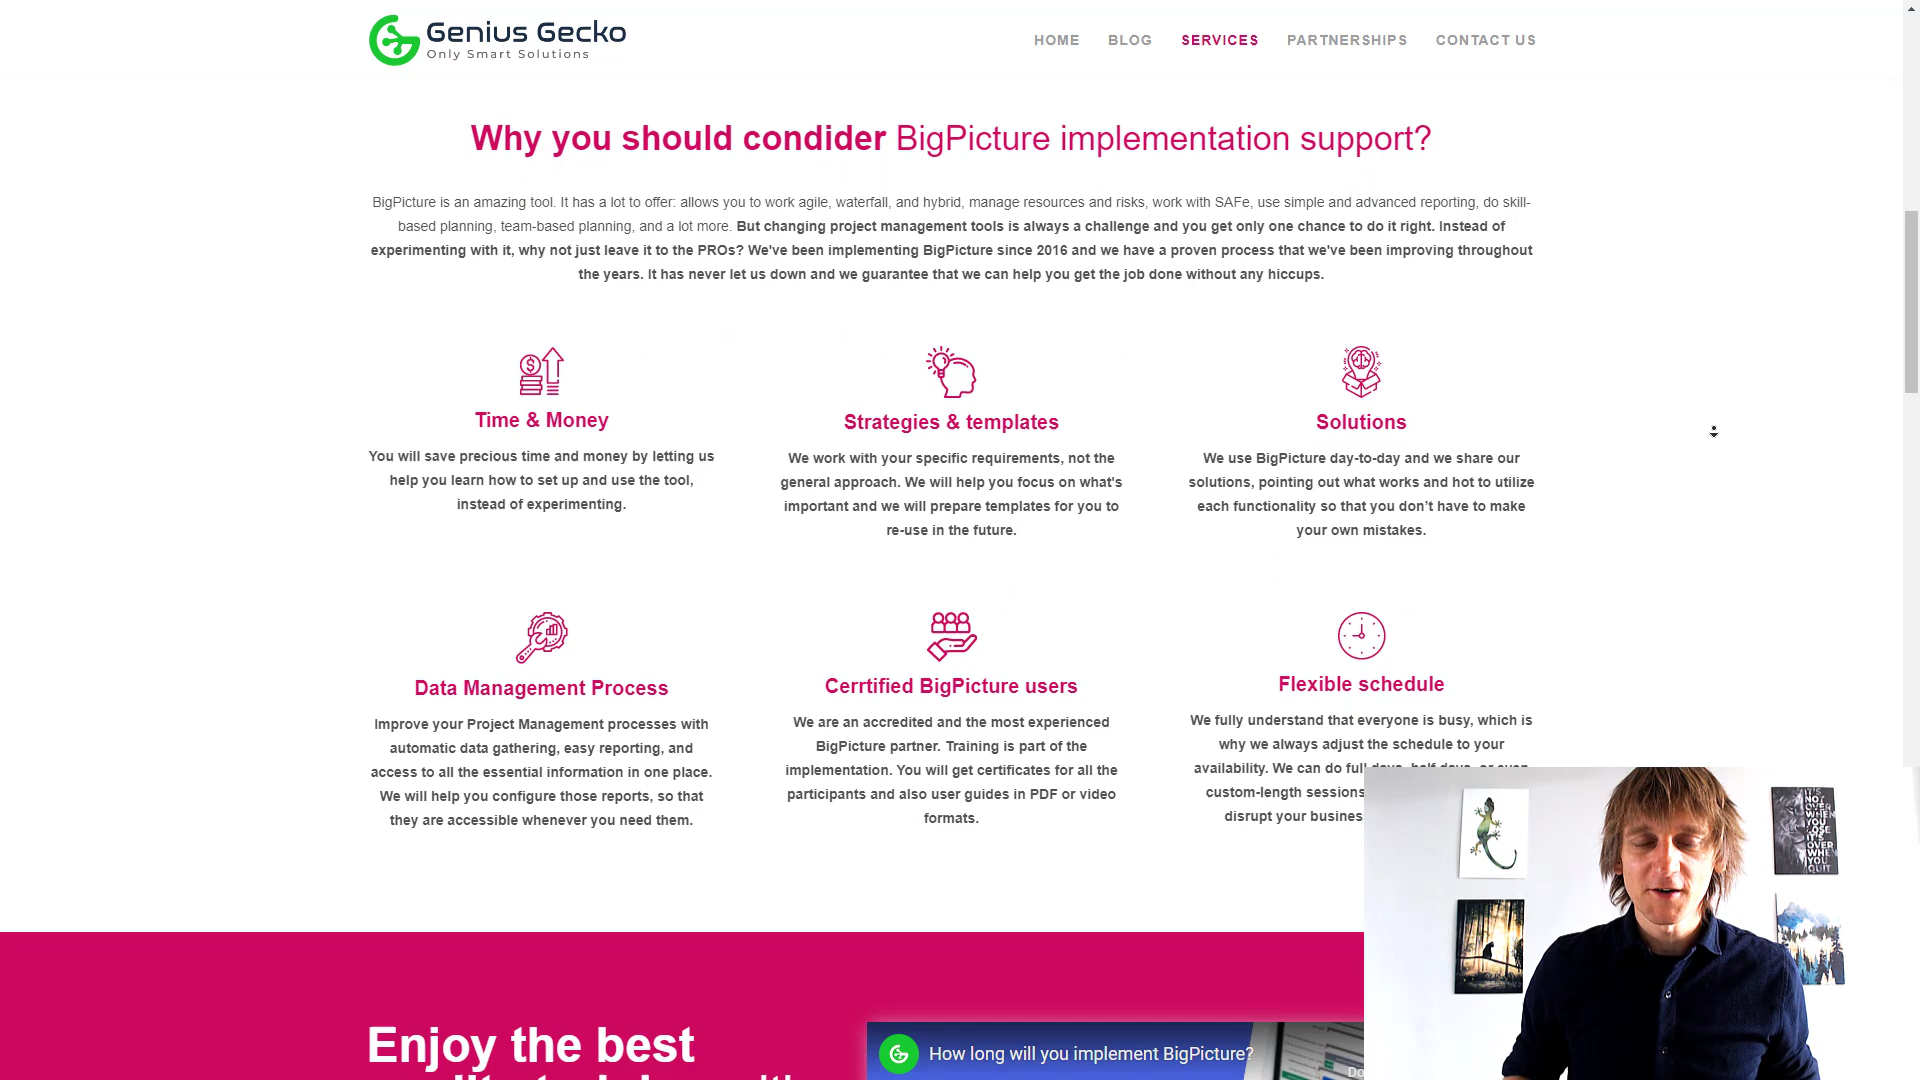 Genius Gecko
Only Smart Solutions
HOME BLOG SERVICES PARTNERSHIPS CONTACT US
Why you should condider BigPicture implementation support?
BigPicture is an amazing tool. It has a lot to offer: allows you to work agile, waterfall, and hybrid, manage resources and risks, work with SAFe, use simple and advanced reporting, do skill-
based planning, team-based planning, and a lot more. But changing project management tools is always a challenge and you get only one chance to do it right. Instead of
experimenting with it, why not just leave it to the PROs? We've been implementing BigPicture since 2016 and we have a proven process that we've been improving throughout
the years. It has never let us down and we guarantee that we can help you get the job done without any hiccups.
Time & Money
You will save precious time and money by letting us
help you learn how to set up and use the tool,
instead of experimenting.
Strategies & templates
We work with your specific requirements, not the
general approach. We will help you focus on what's
important and we will prepare templates for you to
re-use in the future.
Solutions
We use BigPicture day-to-day and we share our
solutions, pointing out what works and hot to utilize
each functionality so that you don’t have to make
your own mistakes.
Data Management Process
Improve your Project Management processes with
automatic data gathering, easy reporting, and
access to all the essential information in one place.
We will help you configure those reports, so that
they are accessible whenever you need them.
Cerrtified BigPicture users
We are an accredited and the most experienced
BigPicture partner. Training is part of the
implementation. You will get certificates for all the
participants and also user guides in PDF or video
formats.
Flexible schedule
We fully understand that everyone is busy, which is
why we always adjust the schedule to your
availability. We can do full days, half days, or even
custom-length sessions
disrupt your busines
IT'S
NOT
OVER
WHEN
YOU
LOSE
IT'S
OVER
WHEN
YOU
QUIT
Enjoy the best
How long will you implement BigPicture?
Do